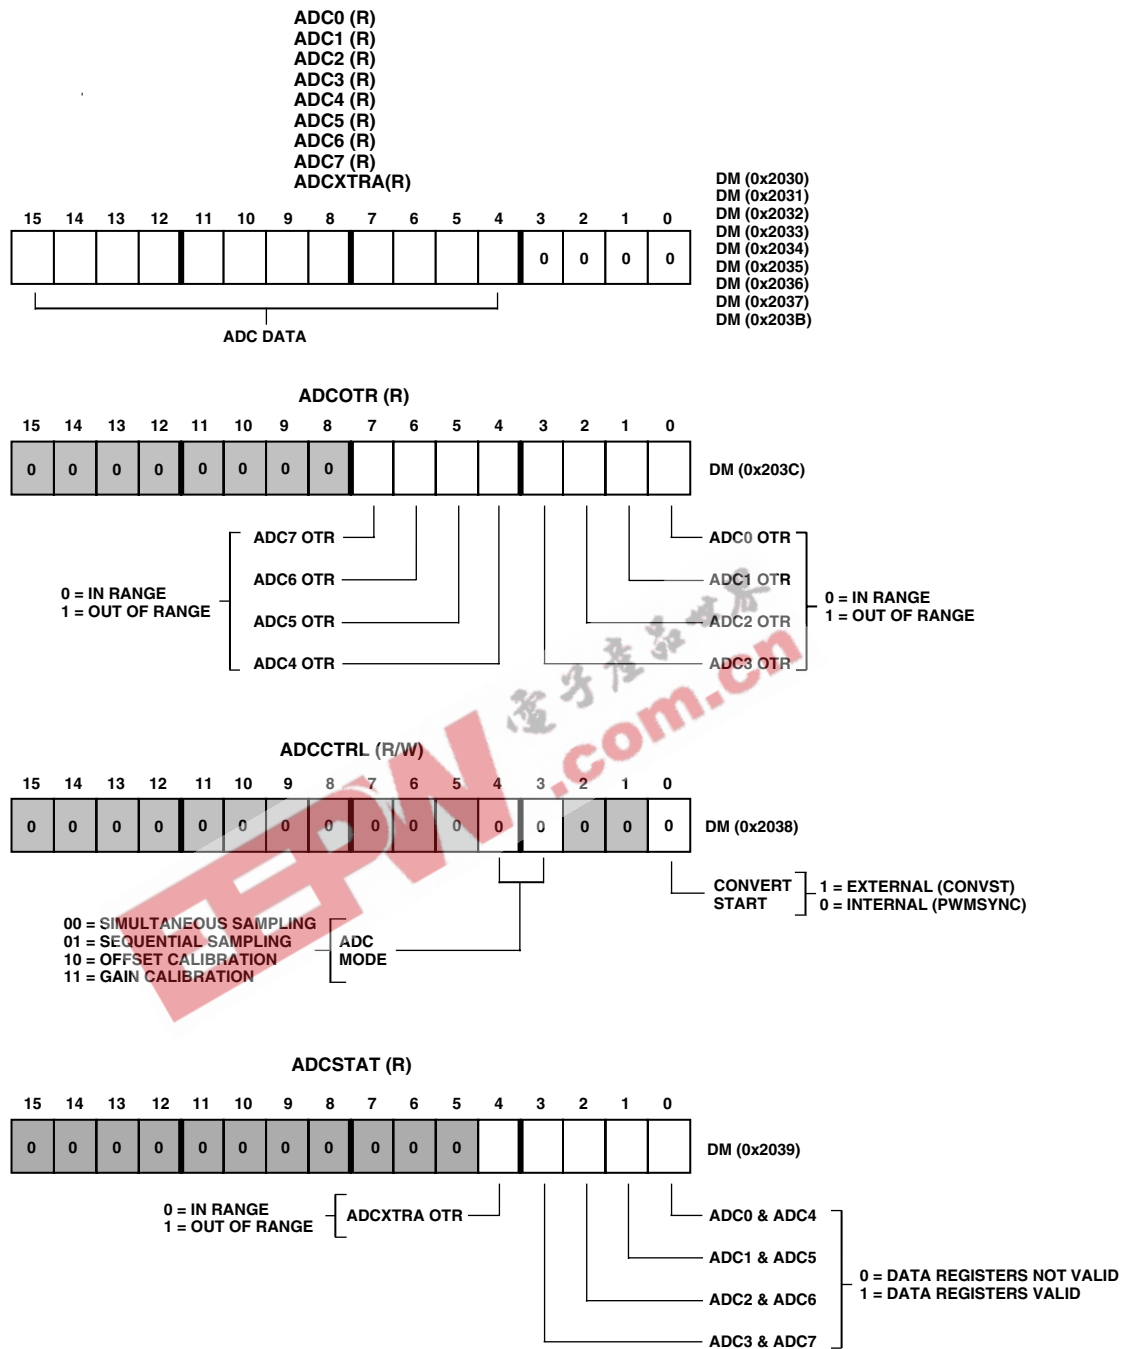 ADC0 (R)
ADC1 (R)
ADC2 (R)
ADC3 (R)
ADC4 (R)
ADC5 (R)
ADC6 (R)
ADC7 (R)
ADCXTRA(R)
DM (0x2030)
DM (0x2031)
DM (0x2032)
DM (0x2033)
DM (0x2034)
DM (0x2035)
DM (0x2036)
DM (0x2037)
DM (0x203B)
15 14 13 12 11 10 9 8 7 6 5 4 3 2 1 0
0 0 0 0
ADC DATA
ADCOTR (R)
15 14 13 12 11 10 9 8 7 6 5 4 3 2 1 0
0 0 0 0 0 0 0 0
DM (0x203C)
ADC7 OTR
ADC6 OTR
ADC5 OTR
ADC4 OTR
0 = IN RANGE
1 = OUT OF RANGE
ADC0 OTR
ADC1 OTR
ADC2 OTR
ADC3 OTR
0 = IN RANGE
1 = OUT OF RANGE
電子產品世界
EEPW.com.cn
ADCCTRL (R/W)
15 14 13 12 11 10 9 8 7 6 5 4 3 2 1 0
0 0 0 0 0 0 0 0 0 0 0 0 0 0 0 0
DM (0x2038)
CONVERT
START
1 = EXTERNAL (CONVST)
0 = INTERNAL (PWMSYNC)
00 = SIMULTANEOUS SAMPLING
01 = SEQUENTIAL SAMPLING
10 = OFFSET CALIBRATION
11 = GAIN CALIBRATION
ADC
MODE
ADCSTAT (R)
15 14 13 12 11 10 9 8 7 6 5 4 3 2 1 0
0 0 0 0 0 0 0 0 0 0 0
DM (0x2039)
0 = IN RANGE
1 = OUT OF RANGE
ADCXTRA OTR
ADC0 & ADC4
ADC1 & ADC5
ADC2 & ADC6
ADC3 & ADC7
0 = DATA REGISTERS NOT VALID
1 = DATA REGISTERS VALID